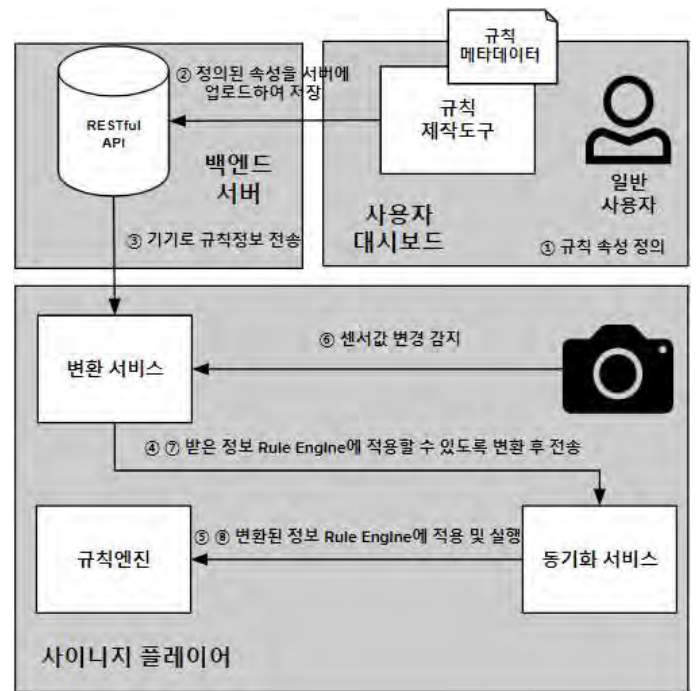 규칙
메타데이터
② 정의된 속성을 서버에
업로드하여 저장
RESTful
API
규칙
제작도구
백엔드
서버
일반
사용자
사용자
대시보드
③ 기기로 규칙정보 전송
① 규칙 속성 정의
⑥ 센서값 변경 감지
변환 서비스
④ ⑦ 받은 정보 Rule Engine에 적용할 수 있도록 변환 후 전송
규칙엔진
⑤ ⑧ 변환된 정보 Rule Engine에 적용 및 실행
동기화 서비스
사이니지 플레이어